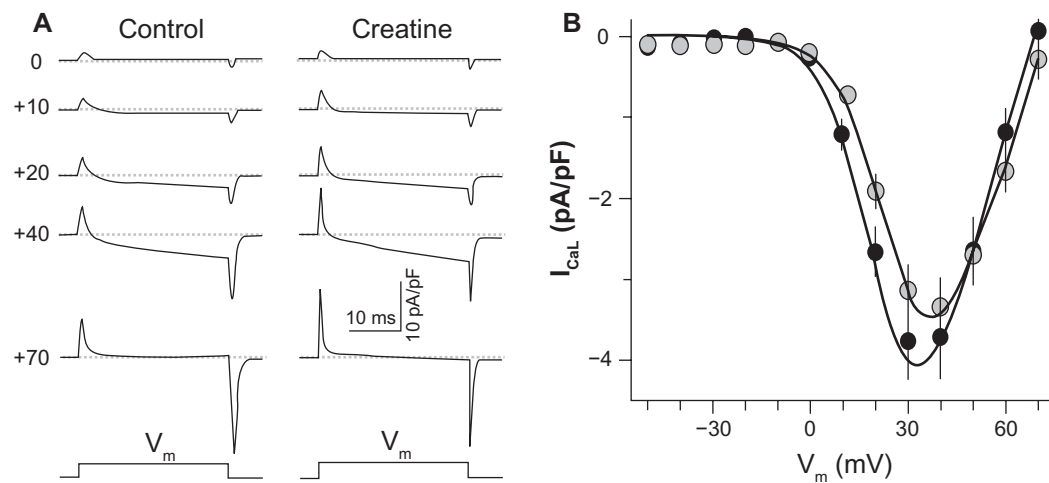 A
Control
Creatine
0
+10
+20
+40
+70
10 ms
10 pA/pF
Vm
Vm
B
ICaL (pA/pF)
0
−2
−4
−30
0
30
60
Vm (mV)